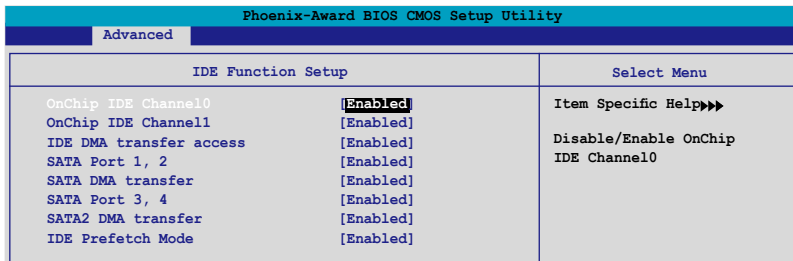 Phoenix-Award BIOS CMOS Setup Utility
Advanced
IDE Function Setup
Select Menu
OnChip IDE Channel0 [Enabled]
OnChip IDE Channel1 [Enabled]
IDE DMA transfer access [Enabled]
SATA Port 1, 2 [Enabled]
SATA DMA transfer [Enabled]
SATA Port 3, 4 [Enabled]
SATA2 DMA transfer [Enabled]
IDE Prefetch Mode [Enabled]
Item Specific Help
Disable/Enable OnChip
IDE Channel0